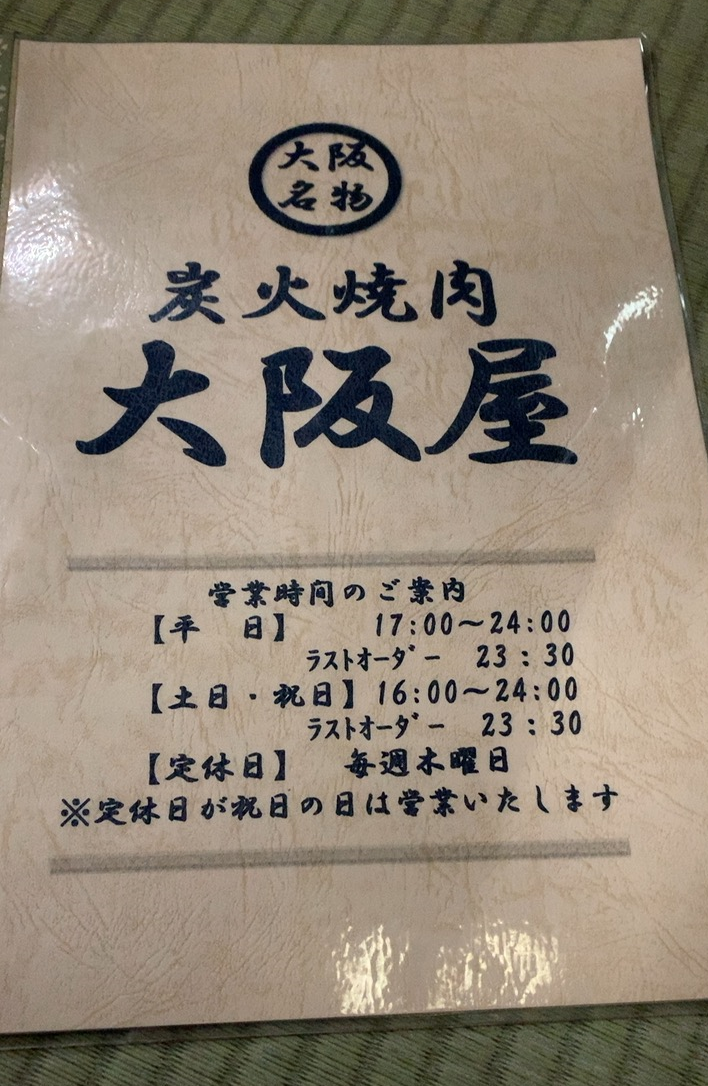 大阪
名物
炭火焼肉
大阪屋
営業時間のご案内
【平　日】　17:00～24:00
ﾗｽﾄｵｰﾀﾞｰ　23:30
【土日・祝日】16:00～24:00
ﾗｽﾄｵｰﾀﾞｰ　23:30
【定休日】　毎週木曜日
※定休日が祝日の日は営業いたします